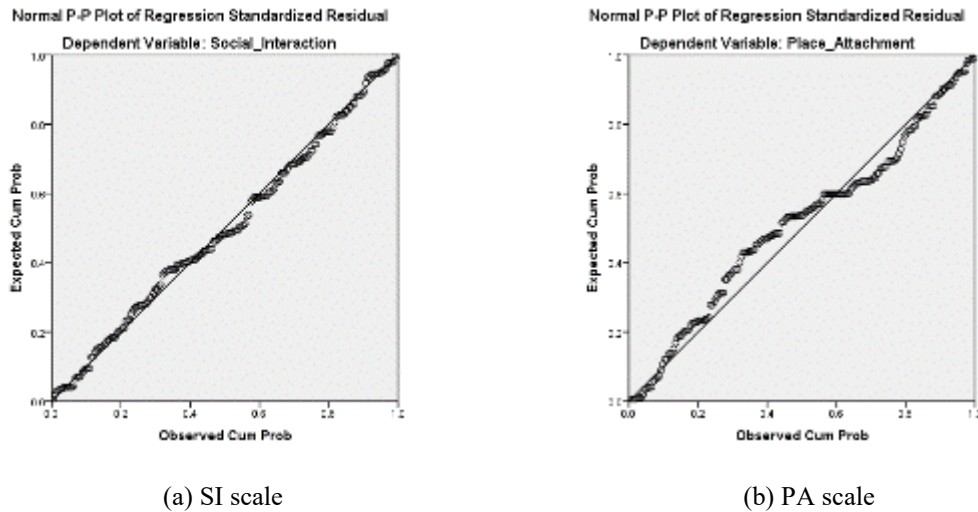 Normal P-P Plot of Regression Standardized Residual
Dependent Variable: Social_Interaction
1.0
0.8
0.6
0.4
0.2
0.0
Expected Cum Prob
0.2
0.4
0.6
0.8
1.0
Observed Cum Prob
(a) SI scale
Normal P-P Plot of Regression Standardized Residual
Dependent Variable: Place_Attachment
Expected Cum Prob
0.0
0.2
0.4
0.6
0.8
1.0
Observed Cum Prob
(b) PA scale